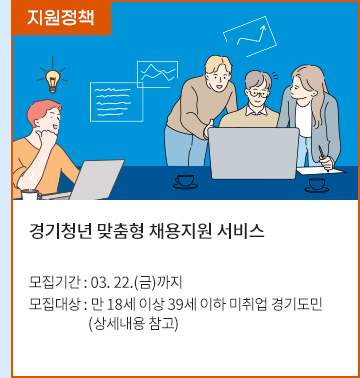 지원정책
경기청년 맞춤형 채용지원 서비스
모집기간 : 03. 22.(금)까지
모집대상 : 만 18세 이상 39세 이하 미취업 경기도민
(상세내용 참고)